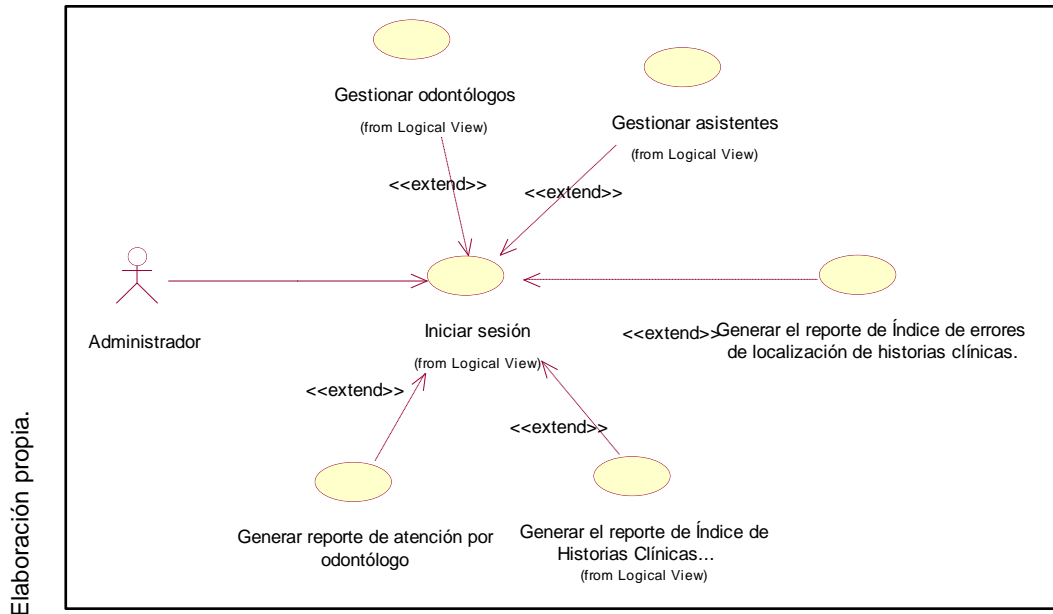 Gestionar odontólogos
(from Logical View)
Gestionar asistentes
(from Logical View)
<<extend>>
<<extend>>
Administrador
Iniciar sesión
(from Logical View)
<<extend>>
Generar el reporte de Índice de errores
de localización de historias clínicas.
<<extend>>
<<extend>>
Generar reporte de atención por
odontólogo
Generar el reporte de Índice de
Historias Clínicas...
(from Logical View)
Elaboración propia.